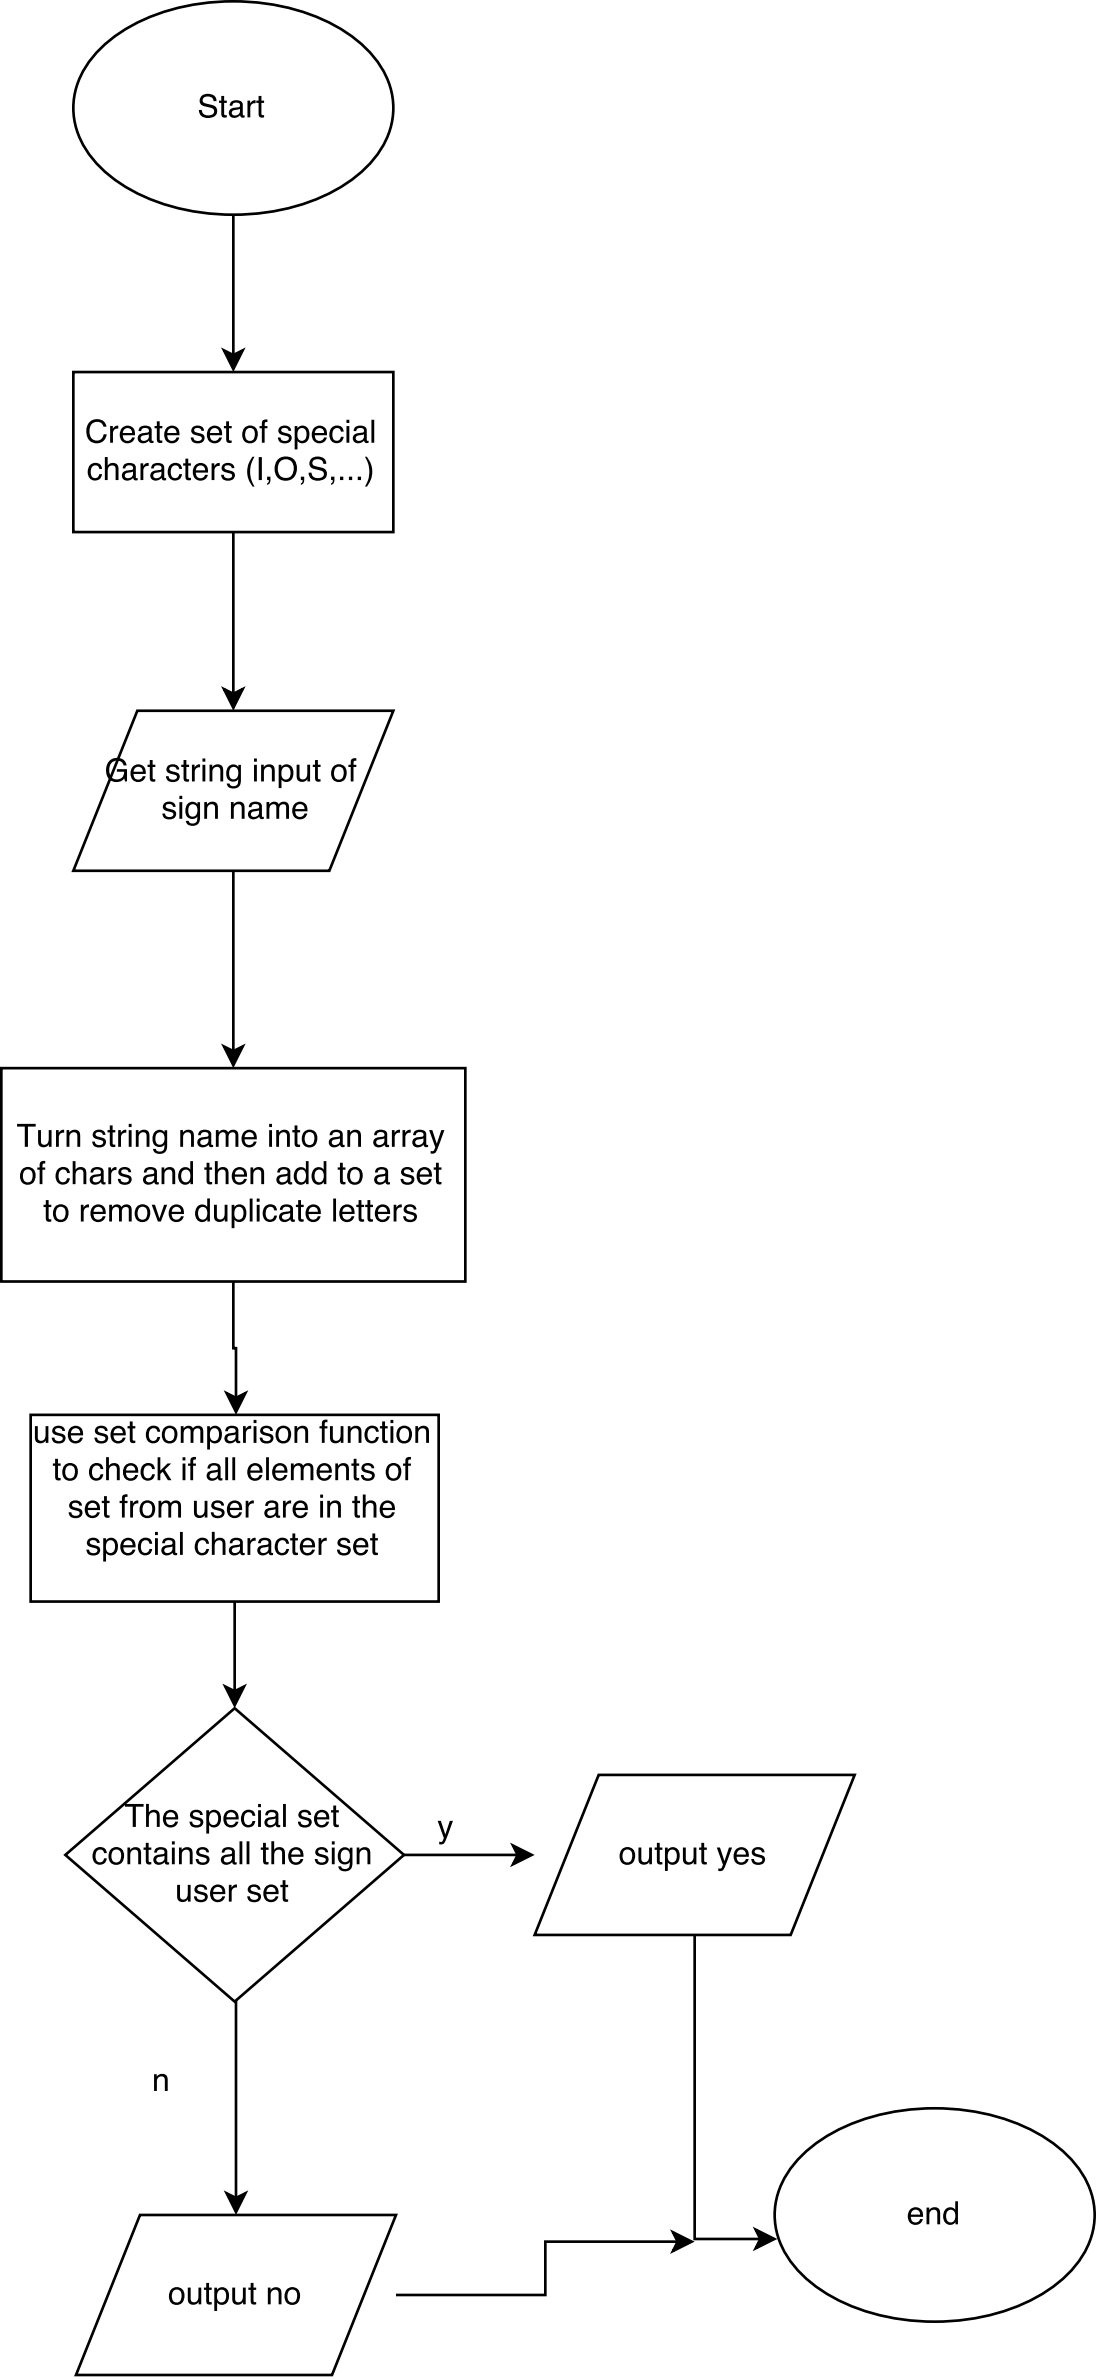 Start
Create set of special
characters (I,O,S,...)
Get string input of
sign name
Turn string name into an array
of chars and then add to a set
to remove duplicate letters
use set comparison function
to check if all elements of
set from user are in the
special character set
The special set
contains all the sign
user set
y
output yes
n
end
output no